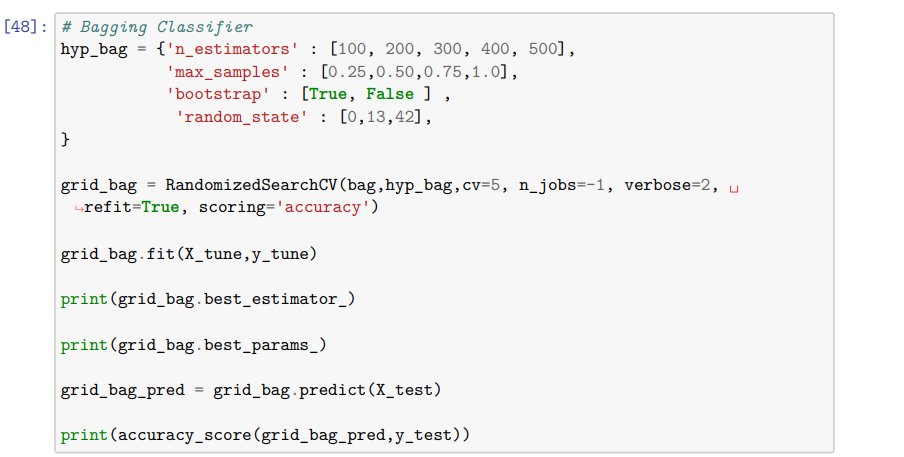 [48]: # Bagging Classifier
hyp_bag = {'n_estimators' : [100, 200, 300, 400, 500],
'max_samples' : [0.25,0.50,0.75,1.0],
'bootstrap' : [True, False ] ,
'random_state' : [0,13,42],
}
grid_bag = RandomizedSearchCV(bag,hyp_bag,cv=5, n_jobs=-1, verbose=2, ␣
↪refit=True, scoring='accuracy')
grid_bag.fit(X_tune,y_tune)
print(grid_bag.best_estimator_)
print(grid_bag.best_params_)
grid_bag_pred = grid_bag.predict(X_test)
print(accuracy_score(grid_bag_pred,y_test))